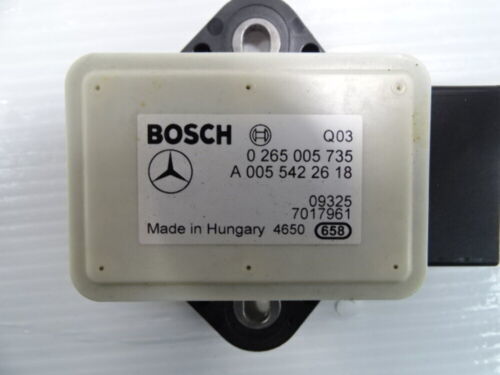 BOSCH Q03
0 265 005 735
A 005 542 26 18
09325
7017961
Made in Hungary 4650 658